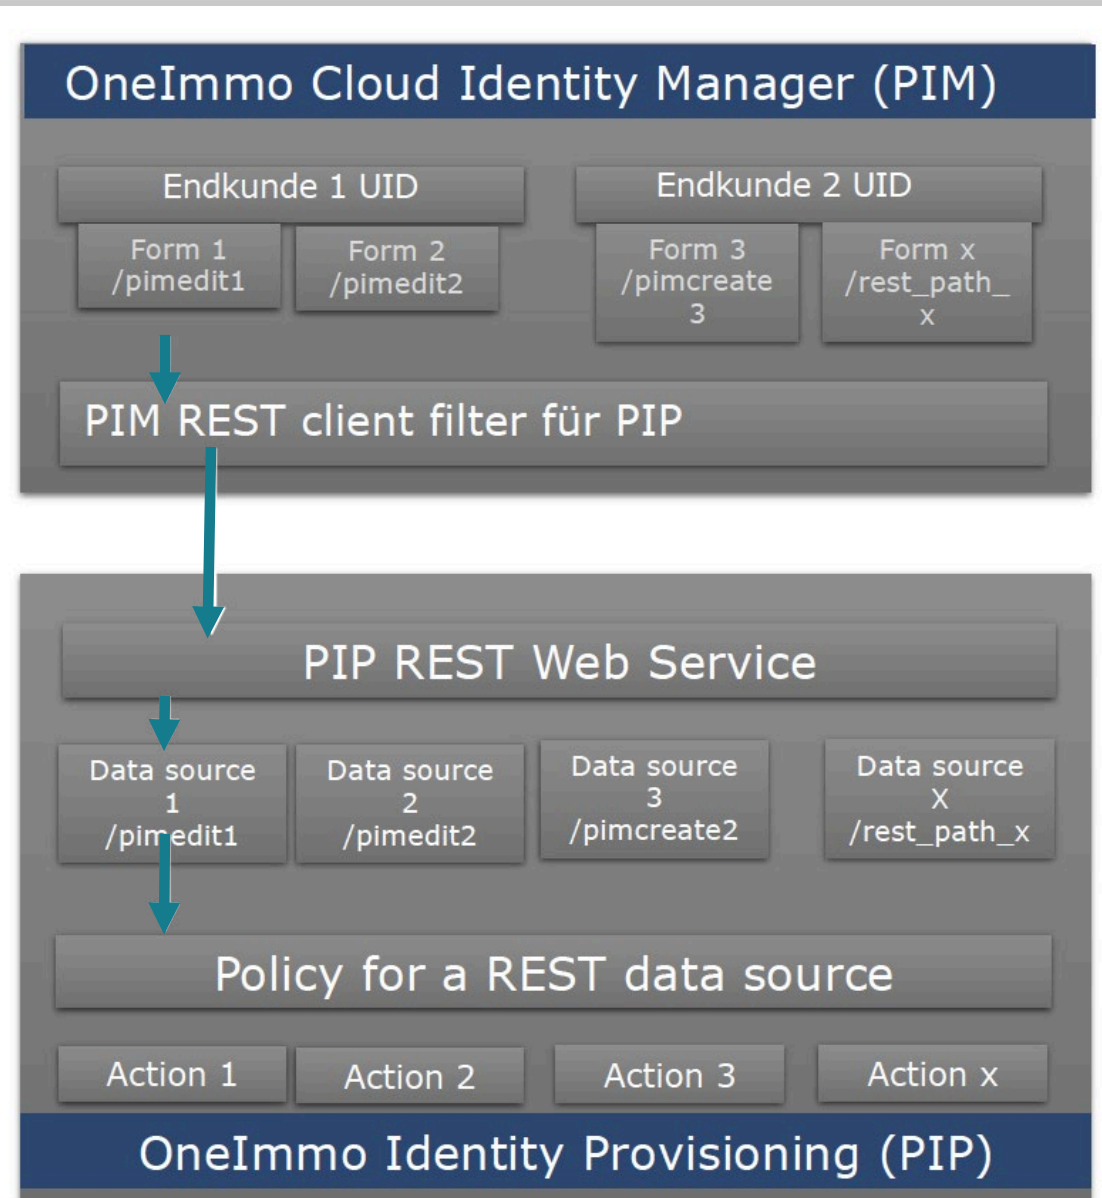 OneImmo Cloud Identity Manager (PIM)
Endkunde 1 UID
Endkunde 2 UID
Form 1
/pimedit1
Form 2
/pimedit2
Form 3
/pimcreate
3
Form x
/rest_path_
x
PIM REST client filter für PIP
PIP REST Web Service
Data source
1
/pimedit1
Data source
2
/pimedit2
Data source
3
/pimcreate2
Data source
X
/rest_path_x
Policy for a REST data source
Action 1
Action 2
Action 3
Action x
OneImmo Identity Provisioning (PIP)